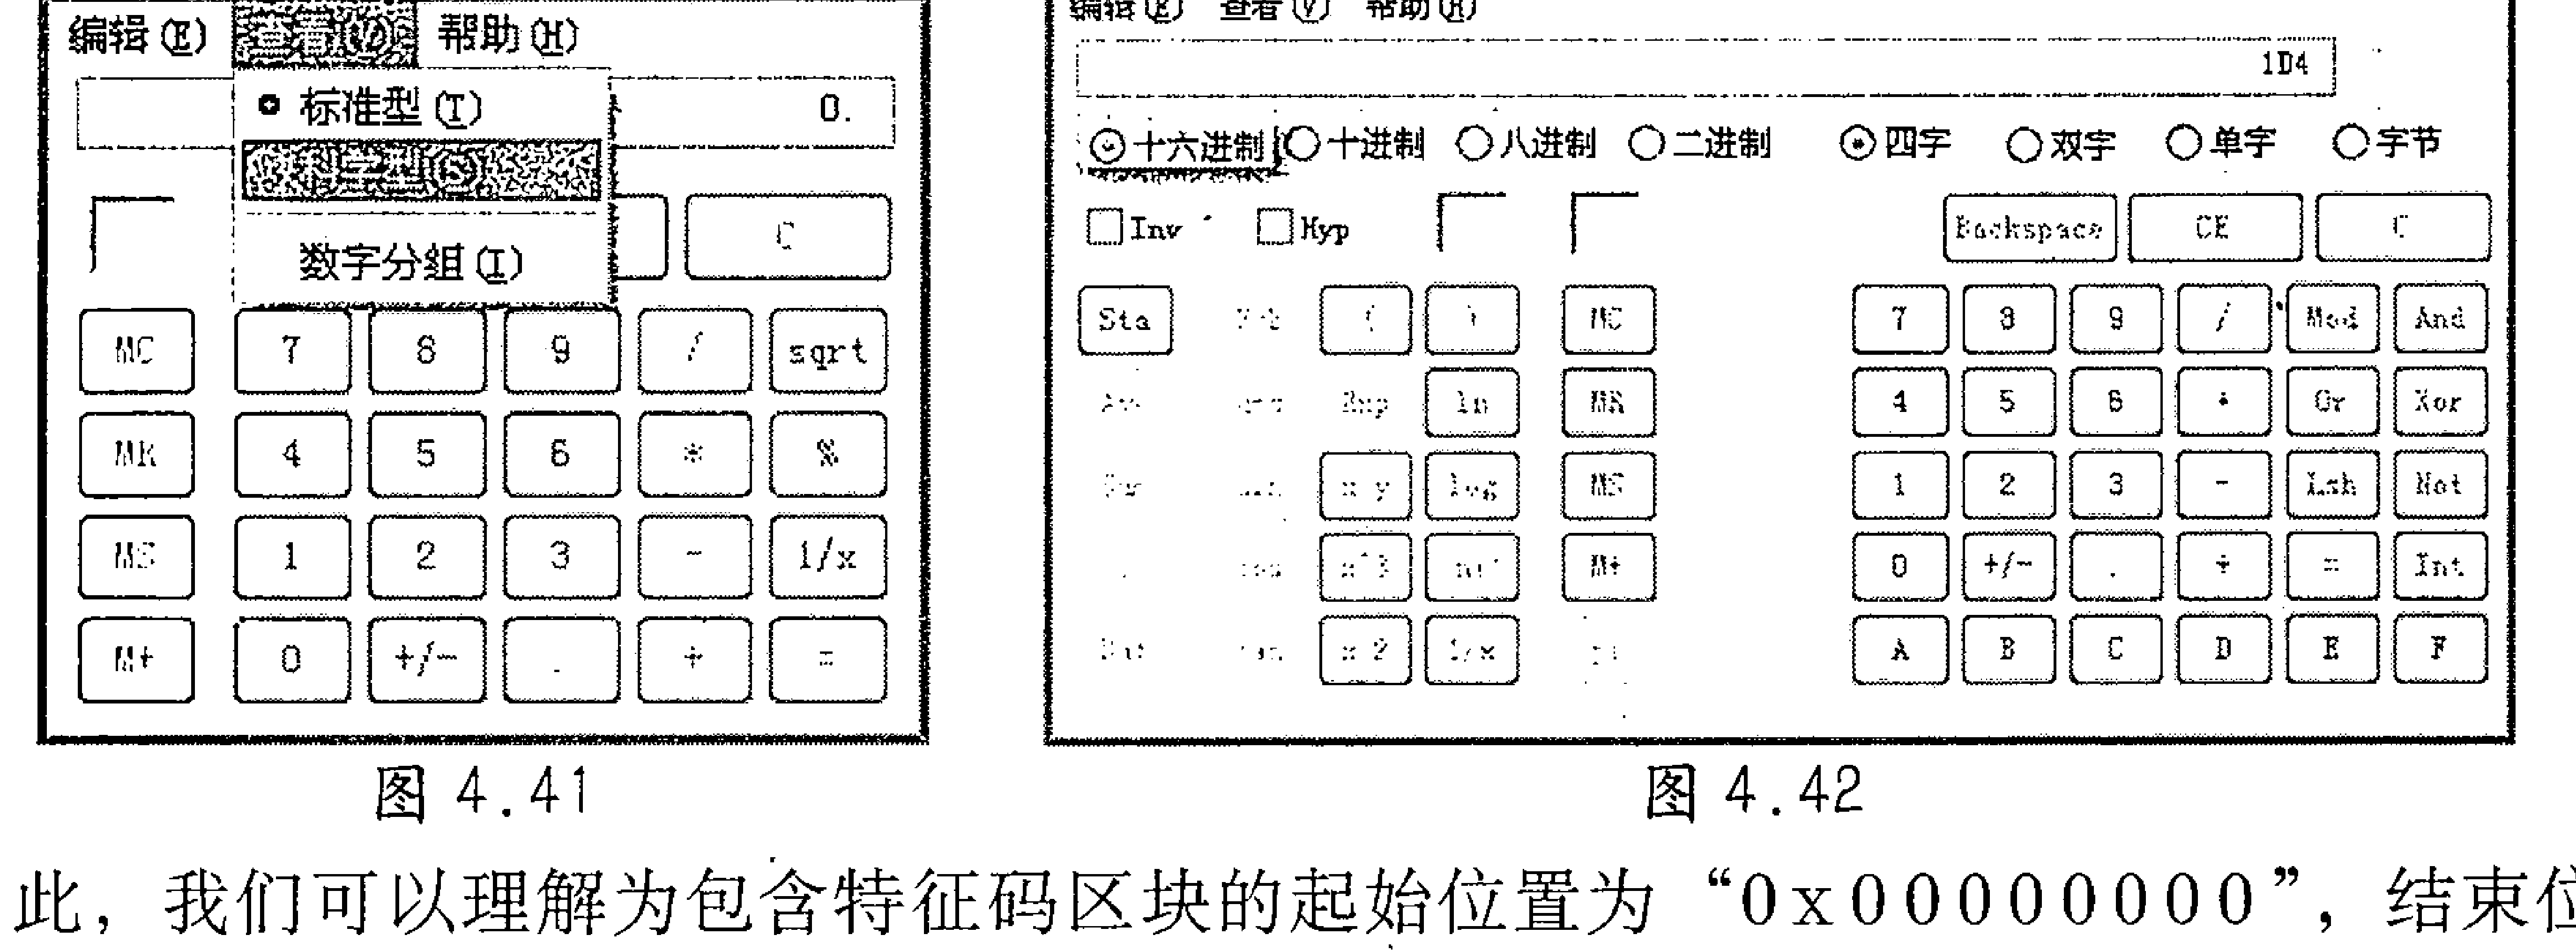 编辑(E) 查看(V) 帮助(H)
标准型(T)
0.
科学型(S)
C
数字分组(I)
MC 7 8 9 / sqrt
MR 4 5 6 * %
MS 1 2 3 - 1/x
M+ 0 +/- . + =
图 4.41
编辑(E) 查看(V) 帮助(H)
1D4
十六进制 十进制 八进制 二进制 四字 双字 单字 字节
Inv Hyp Backspace CE C
Sta ( ) MC 7 8 9 / Mod And
ln MR 4 5 6 * Or Xor
x^y log MS 1 2 3 - Lsh Not
x^3 n! M+ 0 +/- . + = Int
x^2 1/x A B C D E F
图 4.42
此，我们可以理解为包含特征码区块的起始位置为“0x00000000”，结束位